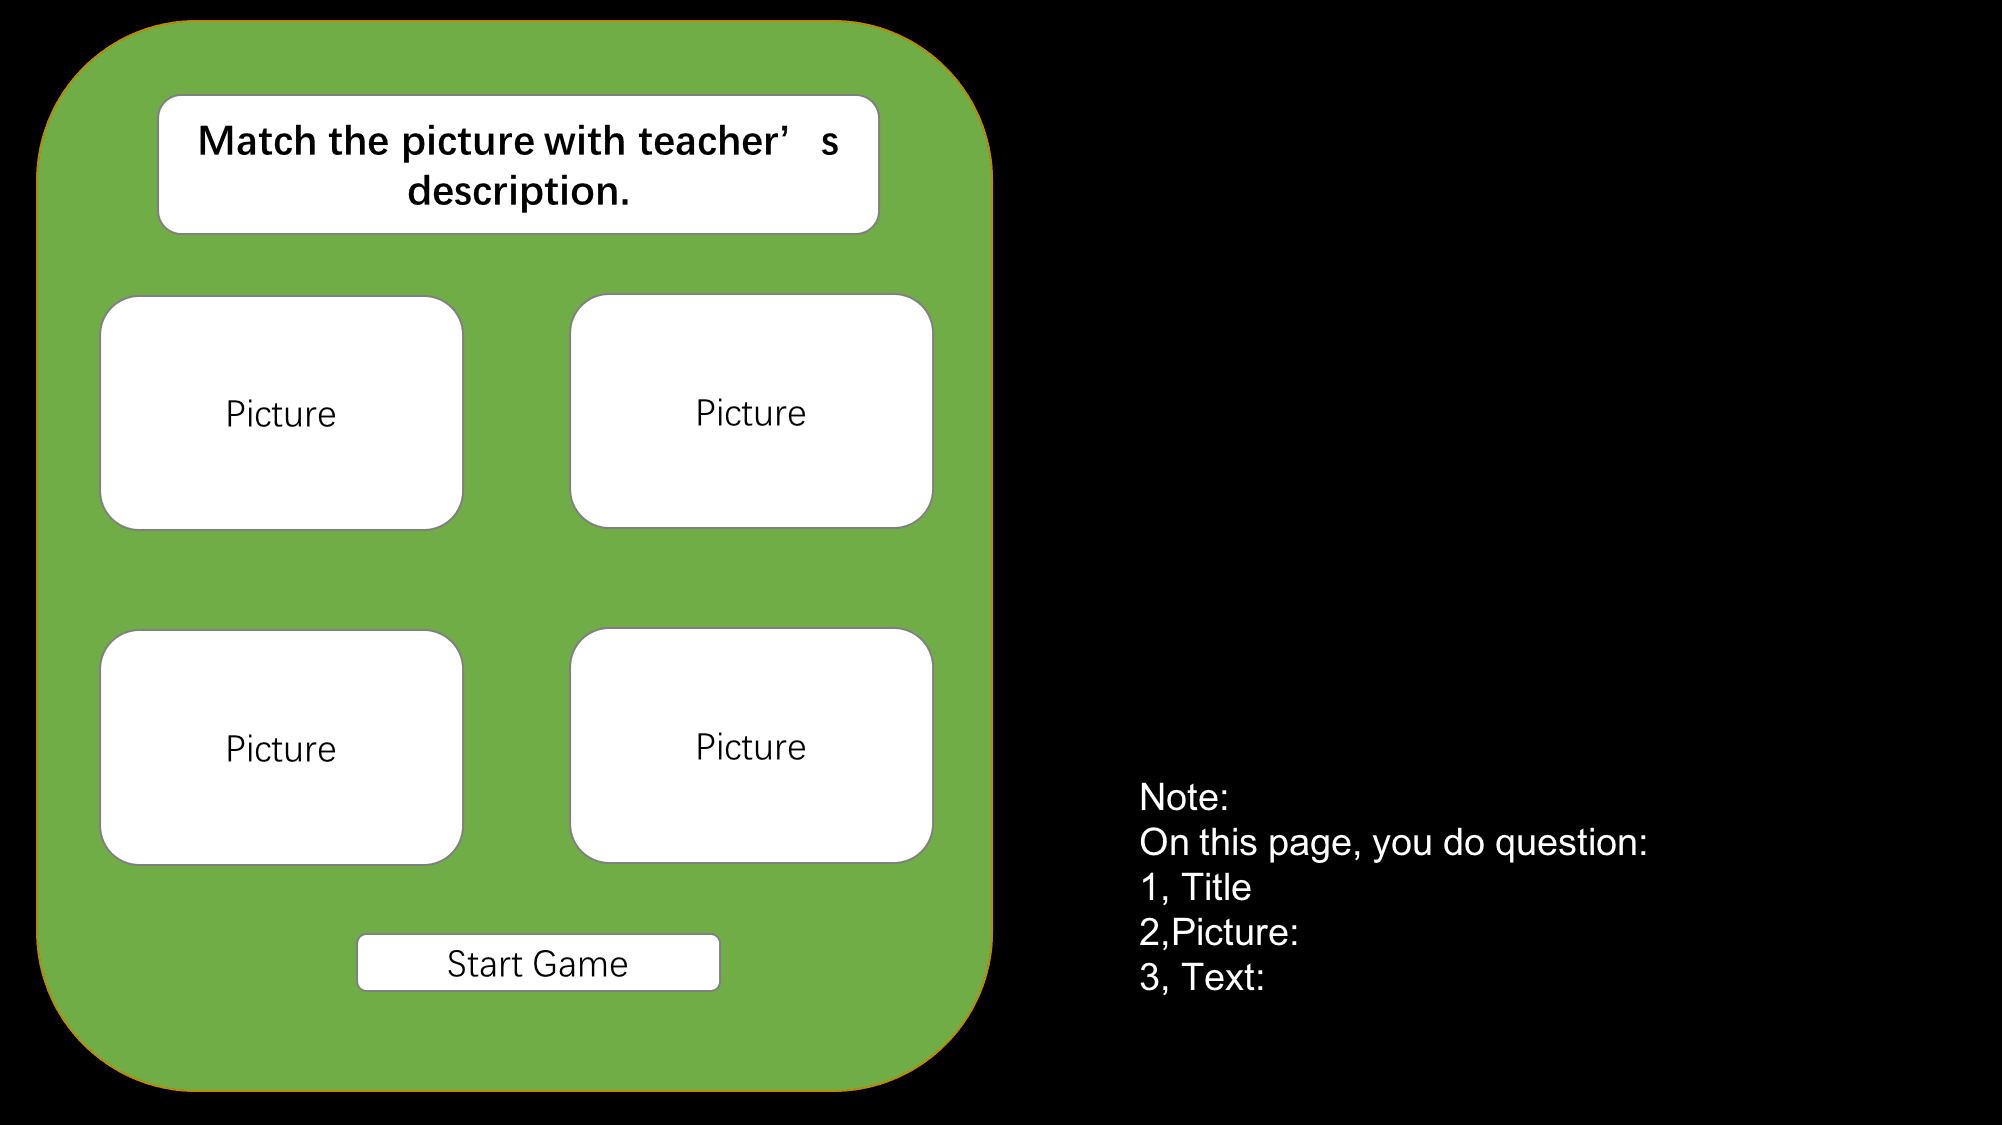 Match the picture with teacher’s
description.
Picture
Picture
Picture
Picture
Start Game
Note:
On this page, you do question:
1, Title
2,Picture:
3, Text: